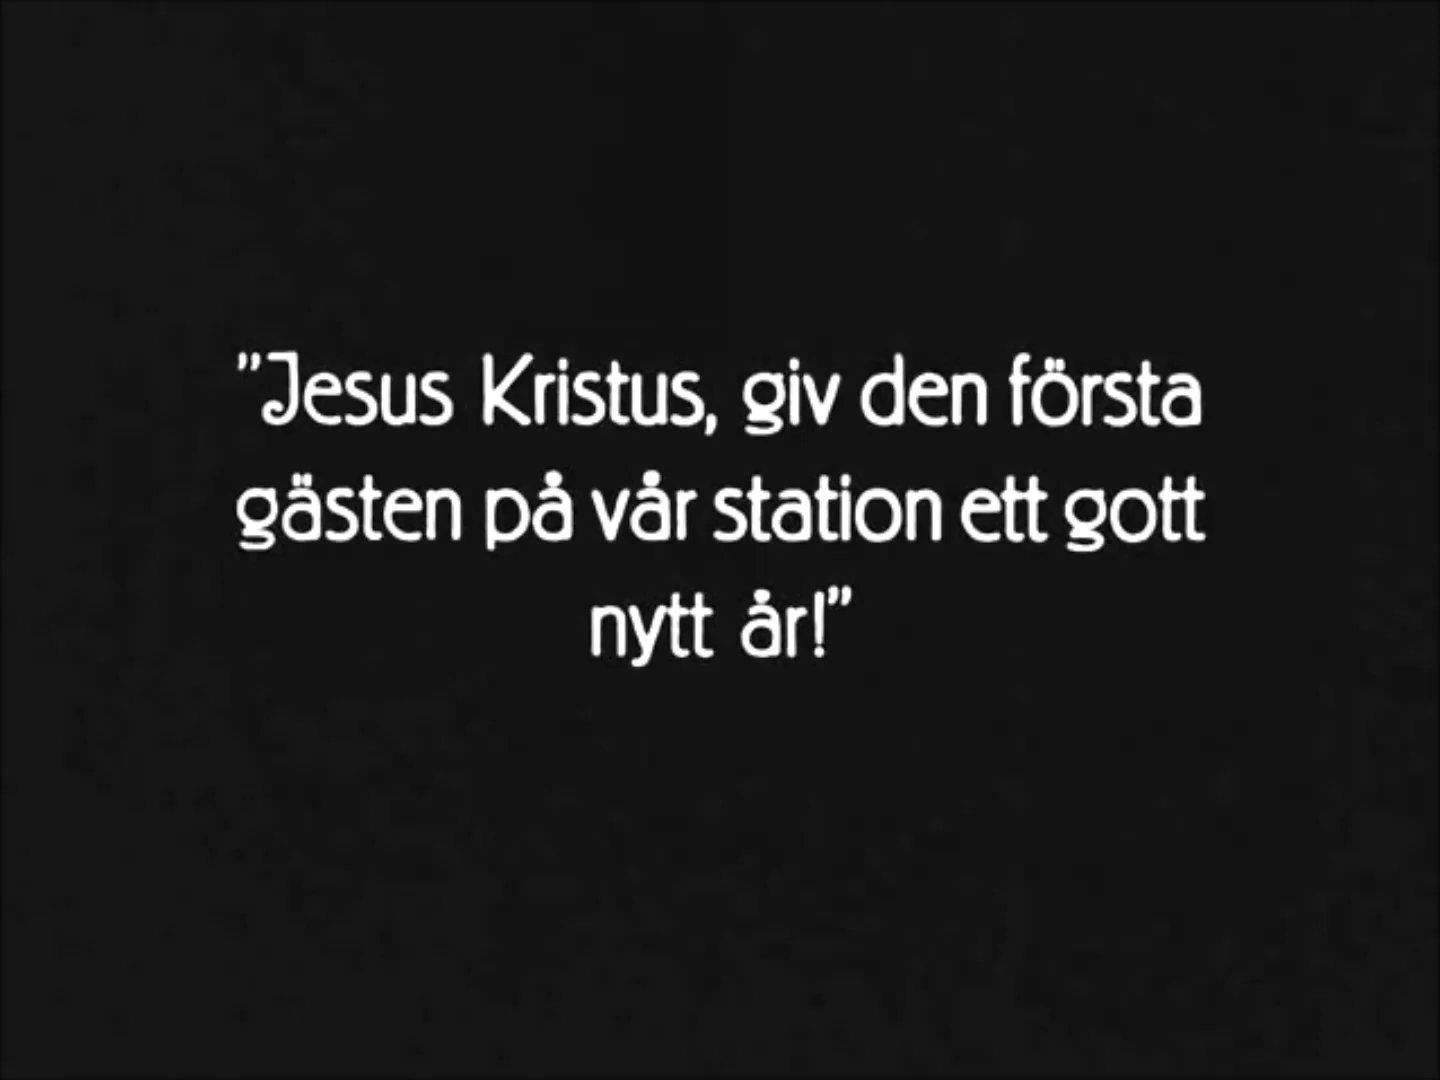 ”Jesus Kristus, giv den första
gästen på vår station ett gott
nytt år!”